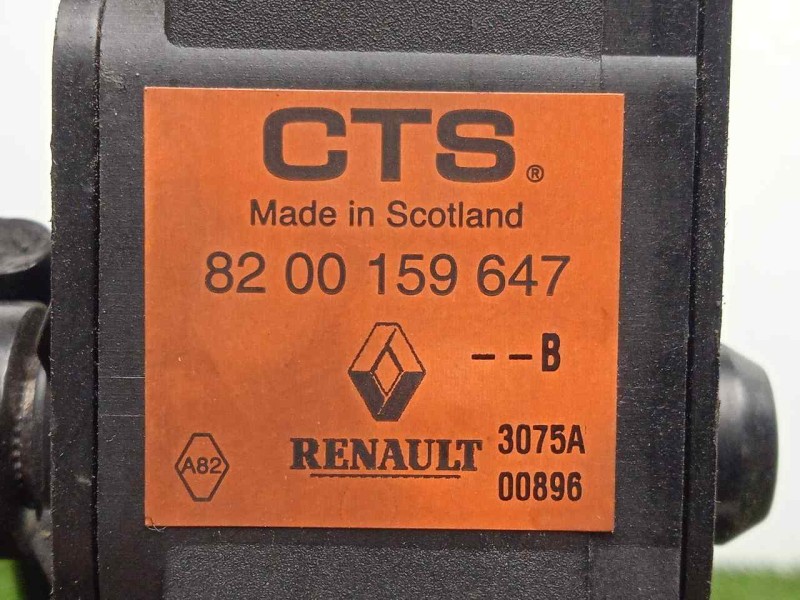 CTS®
Made in Scotland
82 00 159 647
--B
3075A
A82 RENAULT
00896